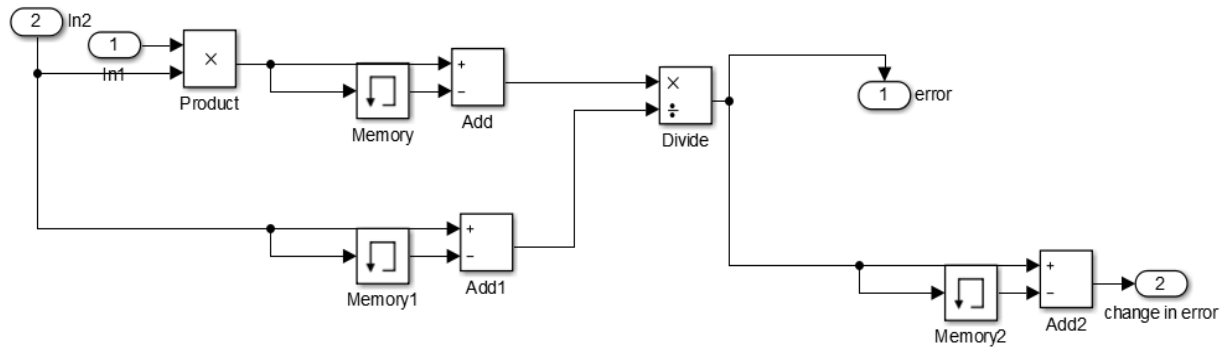 2 In2
1
In1
×
Product
Memory
+
−
Add
×
÷
Divide
1 error
Memory1
+
−
Add1
Memory2
+
−
Add2
2
change in error